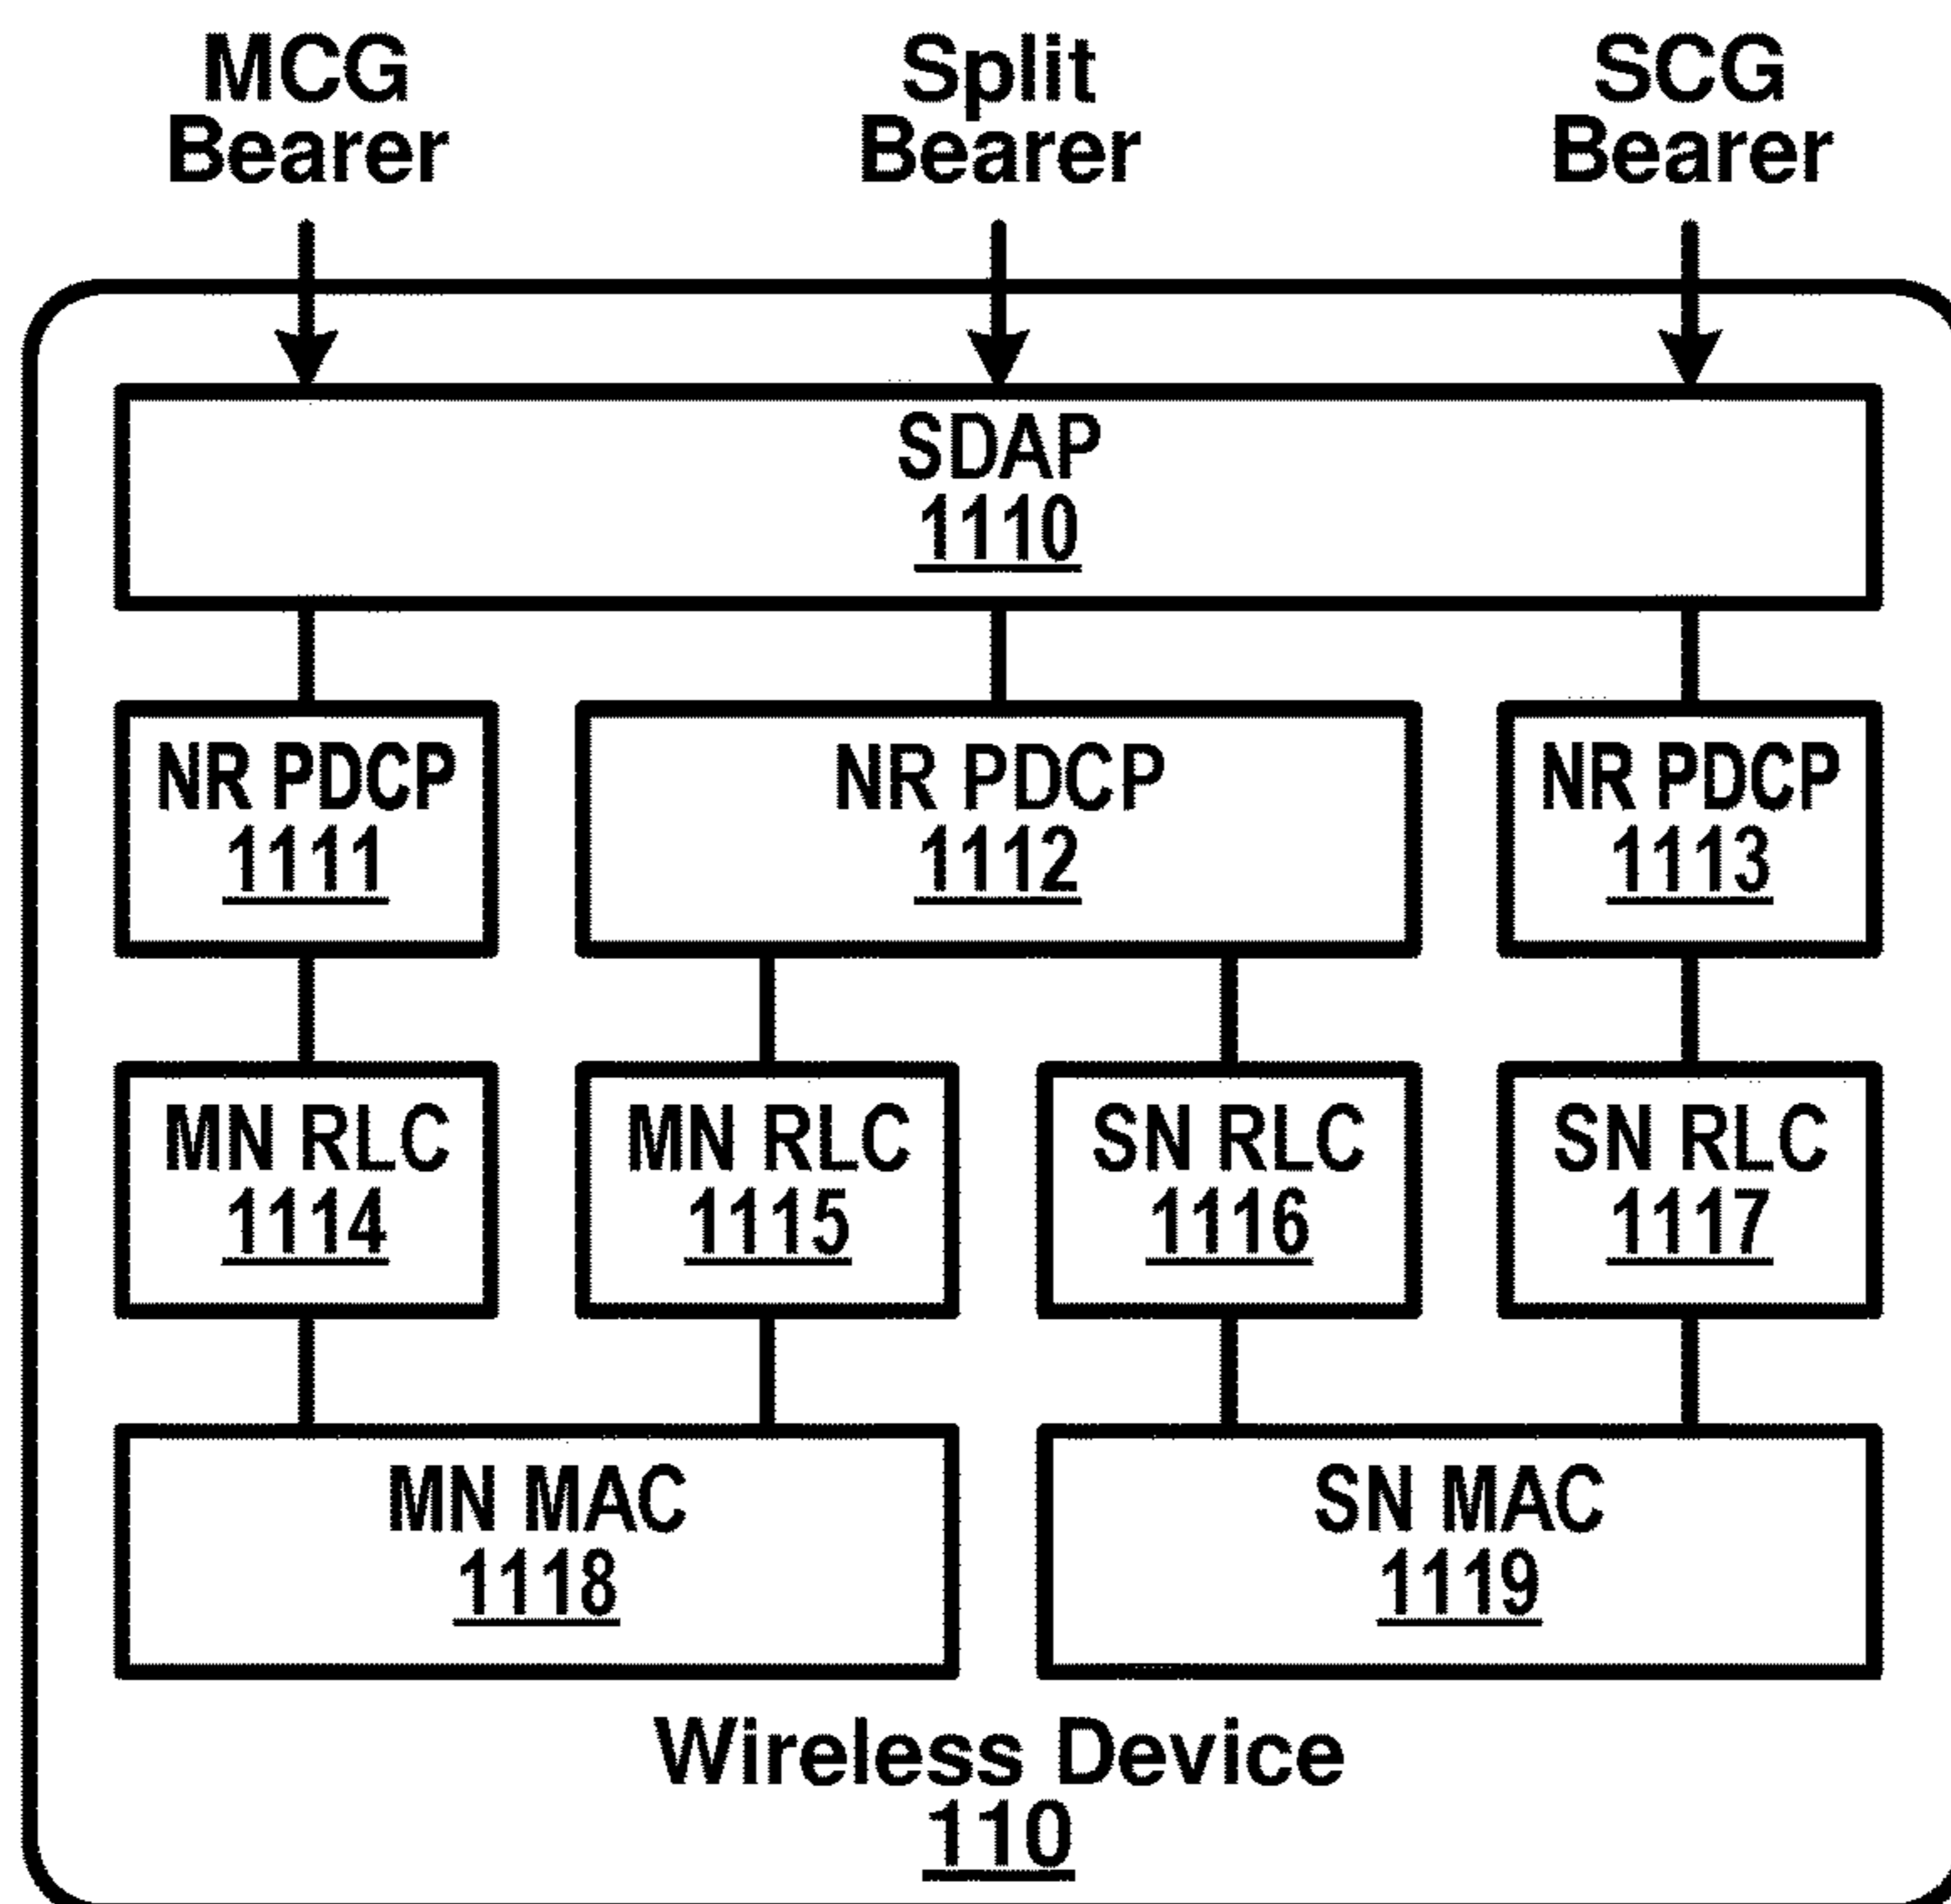 MCG
Bearer
Split
Bearer
SCG
Bearer
SDAP
1110
NR PDCP
1111
NR PDCP
1112
NR PDCP
1113
MN RLC
1114
MN RLC
1115
SN RLC
1116
SN RLC
1117
MN MAC
1118
SN MAC
1119
Wireless Device
110